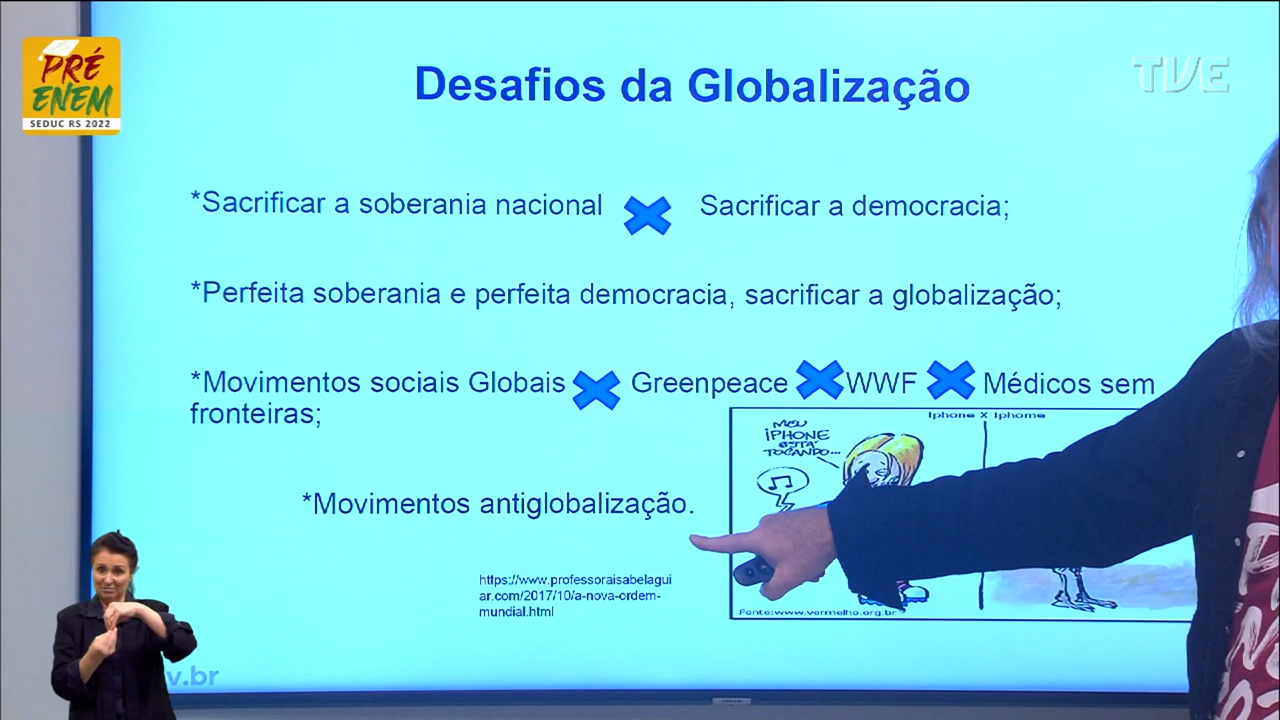 PRÉ
ENEM
SEDUC RS 2022
TVE
Desafios da Globalização
*Sacrificar a soberania nacional Sacrificar a democracia;
*Perfeita soberania e perfeita democracia, sacrificar a globalização;
*Movimentos sociais Globais Greenpeace WWF Médicos sem
fronteiras;
Iphone X Iphome
MEU
IPHONE
ESTÁ
TOCANDO...
*Movimentos antiglobalização.
https://www.professoraisabelagui
ar.com/2017/10/a-nova-ordem-
mundial.html
Fonte:www.vermelho.org.br
v.br